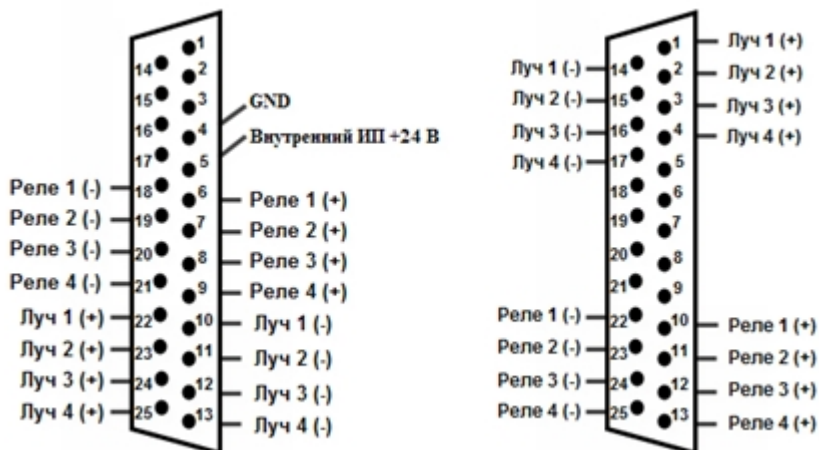 1
14
2
15
3
GND
16
4
Внутренний ИП +24 В
17
5
Реле 1 (-)
18
6
Реле 1 (+)
Реле 2 (-)
19
7
Реле 2 (+)
Реле 3 (-)
20
8
Реле 3 (+)
Реле 4 (-)
21
9
Реле 4 (+)
Луч 1 (+)
22
10
Луч 1 (-)
Луч 2 (+)
23
11
Луч 2 (-)
Луч 3 (+)
24
12
Луч 3 (-)
Луч 4 (+)
25
13
Луч 4 (-)
1
Луч 1 (+)
Луч 1 (-)
14
2
Луч 2 (+)
Луч 2 (-)
15
3
Луч 3 (+)
Луч 3 (-)
16
4
Луч 4 (+)
Луч 4 (-)
17
5
18
6
19
7
20
8
21
9
Реле 1 (-)
22
10
Реле 1 (+)
Реле 2 (-)
23
11
Реле 2 (+)
Реле 3 (-)
24
12
Реле 3 (+)
Реле 4 (-)
25
13
Реле 4 (+)